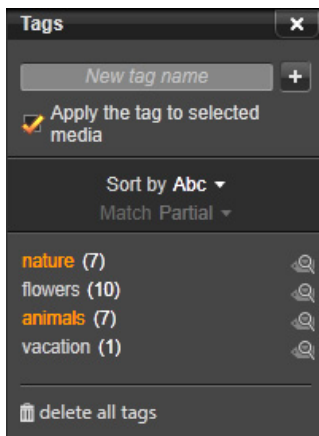 Tags
New tag name
Apply the tag to selected
media
Sort by Abc
Match Partial
nature (7)
flowers (10)
animals (7)
vacation (1)
delete all tags